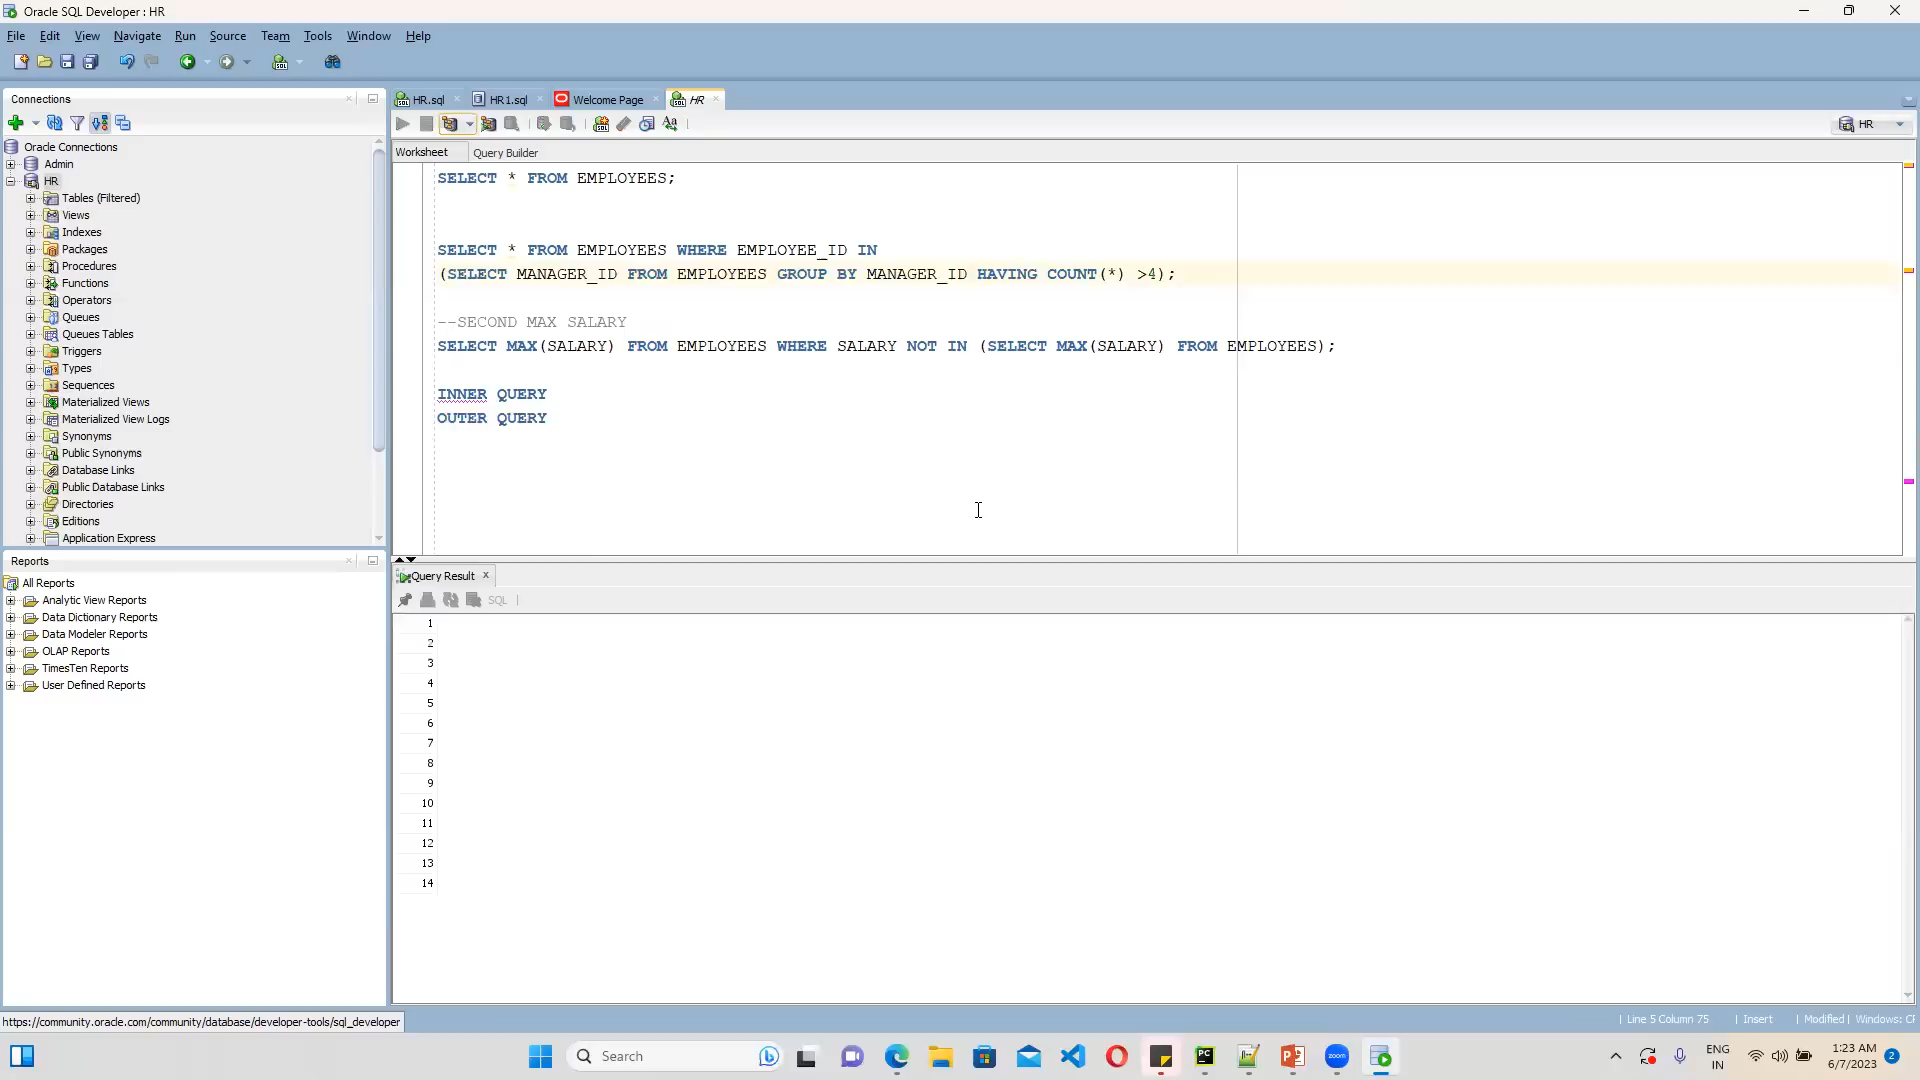 Oracle SQL Developer : HR
File Edit View Navigate Run Source Team Tools Window Help
Connections
Oracle Connections
Admin
HR
Tables (Filtered)
Views
Indexes
Packages
Procedures
Functions
Operators
Queues
Queues Tables
Triggers
Types
Sequences
Materialized Views
Materialized View Logs
Synonyms
Public Synonyms
Database Links
Public Database Links
Directories
Editions
Application Express
Reports
All Reports
Analytic View Reports
Data Dictionary Reports
Data Modeler Reports
OLAP Reports
TimesTen Reports
User Defined Reports
HR.sql HR1.sql Welcome Page HR
HR
Worksheet Query Builder
SELECT * FROM EMPLOYEES;
SELECT * FROM EMPLOYEES WHERE EMPLOYEE_ID IN
(SELECT MANAGER_ID FROM EMPLOYEES GROUP BY MANAGER_ID HAVING COUNT(*) >4);
--SECOND MAX SALARY
SELECT MAX(SALARY) FROM EMPLOYEES WHERE SALARY NOT IN (SELECT MAX(SALARY) FROM EMPLOYEES);
INNER QUERY
OUTER QUERY
Query Result
SQL
1
2
3
4
5
6
7
8
9
10
11
12
13
14
https://community.oracle.com/community/database/developer-tools/sql_developer
Line 5 Column 75 Insert Modified Windows: CF
Search
ENG
IN
1:23 AM
6/7/2023
2